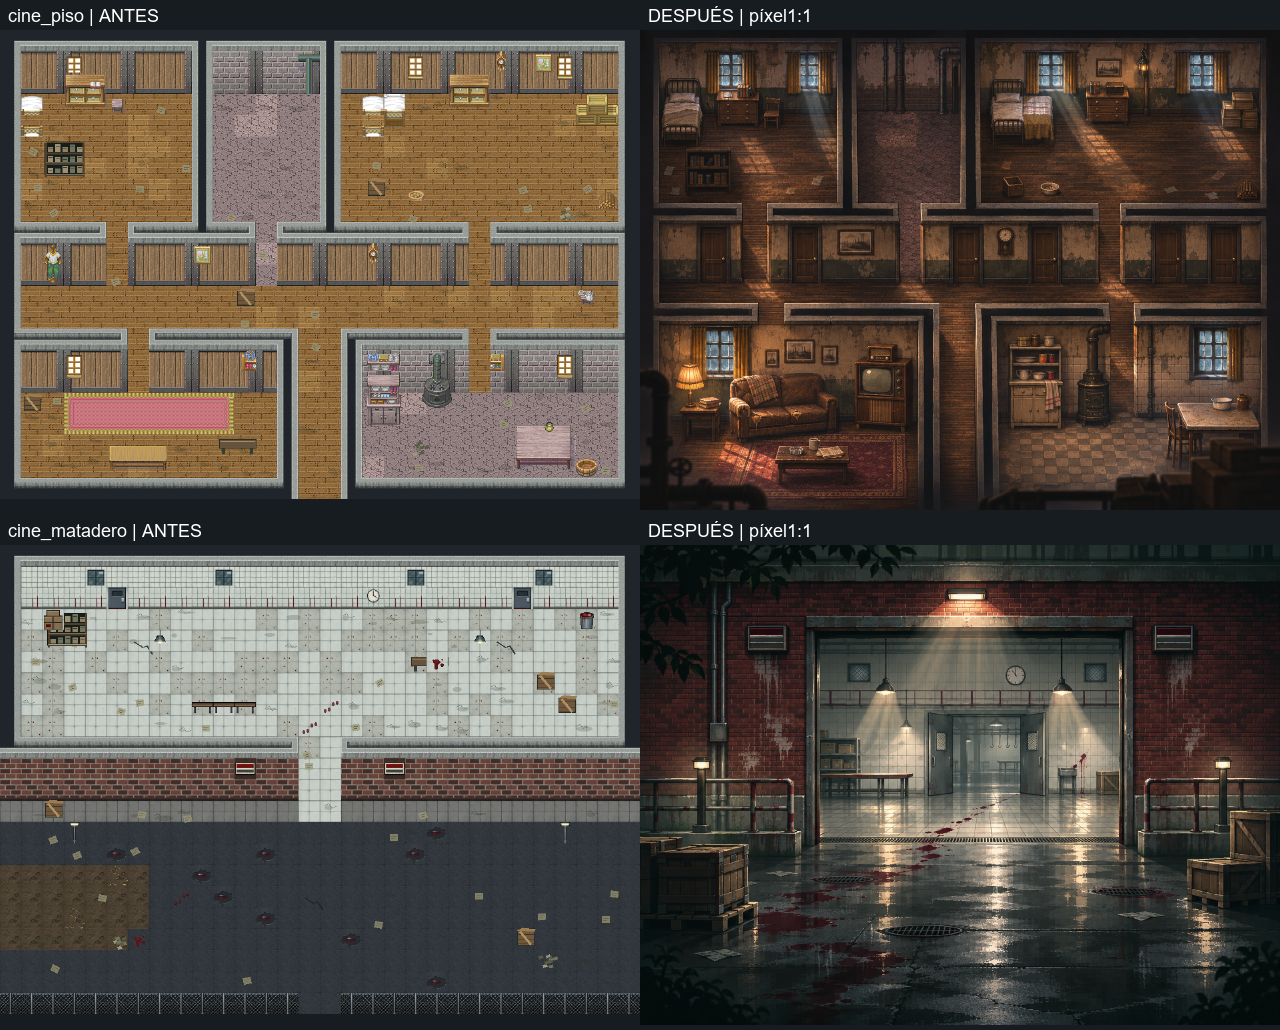 cine_piso | ANTES
DESPUÉS | píxel1:1
cine_matadero | ANTES
DESPUÉS | píxel1:1